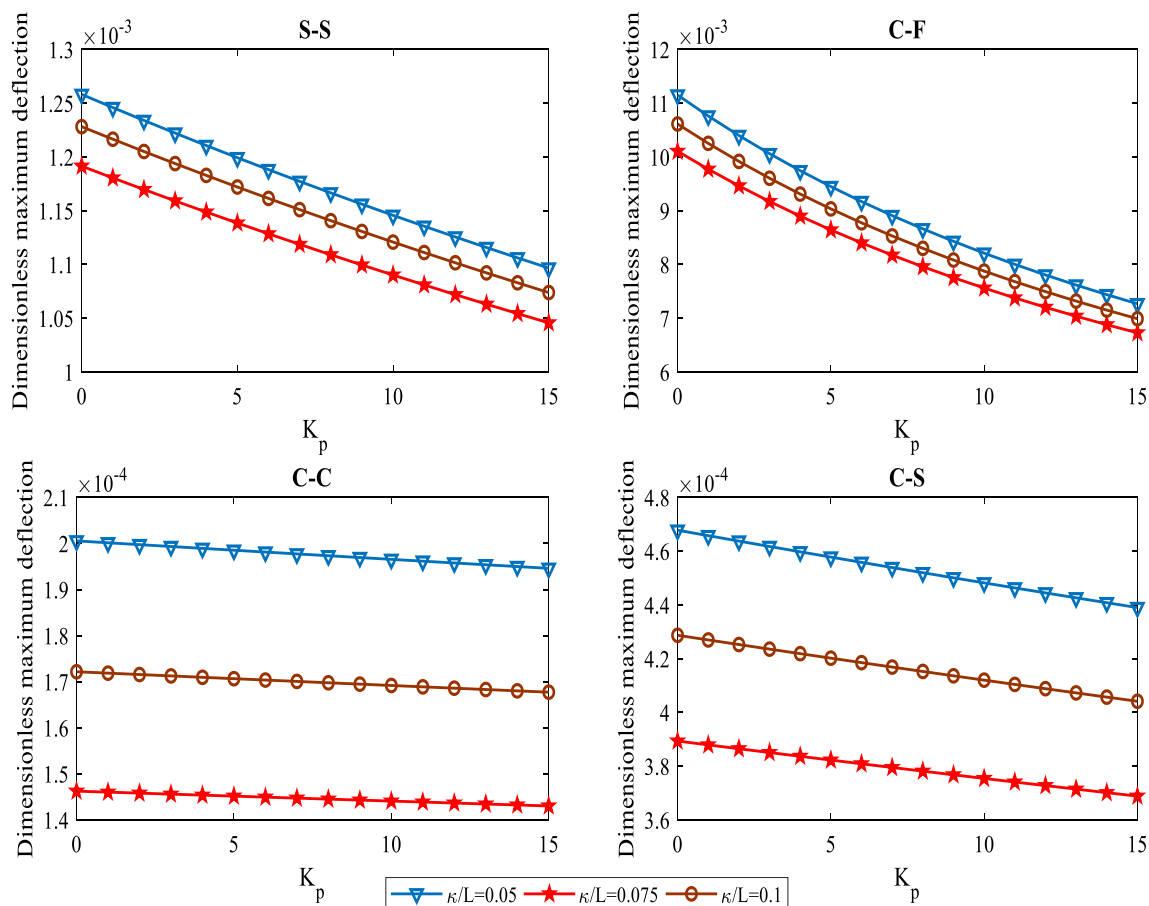 S-S
×10⁻³
1.3
1.25
1.2
1.15
1.1
1.05
1
0 5 10 15
Dimensionless maximum deflection
Kₚ
C-F
×10⁻³
12
11
10
9
8
7
6
0 5 10 15
Dimensionless maximum deflection
Kₚ
C-C
×10⁻⁴
2.1
2
1.9
1.8
1.7
1.6
1.5
1.4
0 5 10 15
Dimensionless maximum deflection
Kₚ
C-S
×10⁻⁴
4.8
4.6
4.4
4.2
4
3.8
3.6
0 5 10 15
Dimensionless maximum deflection
Kₚ
κ/L=0.05 κ/L=0.075 κ/L=0.1